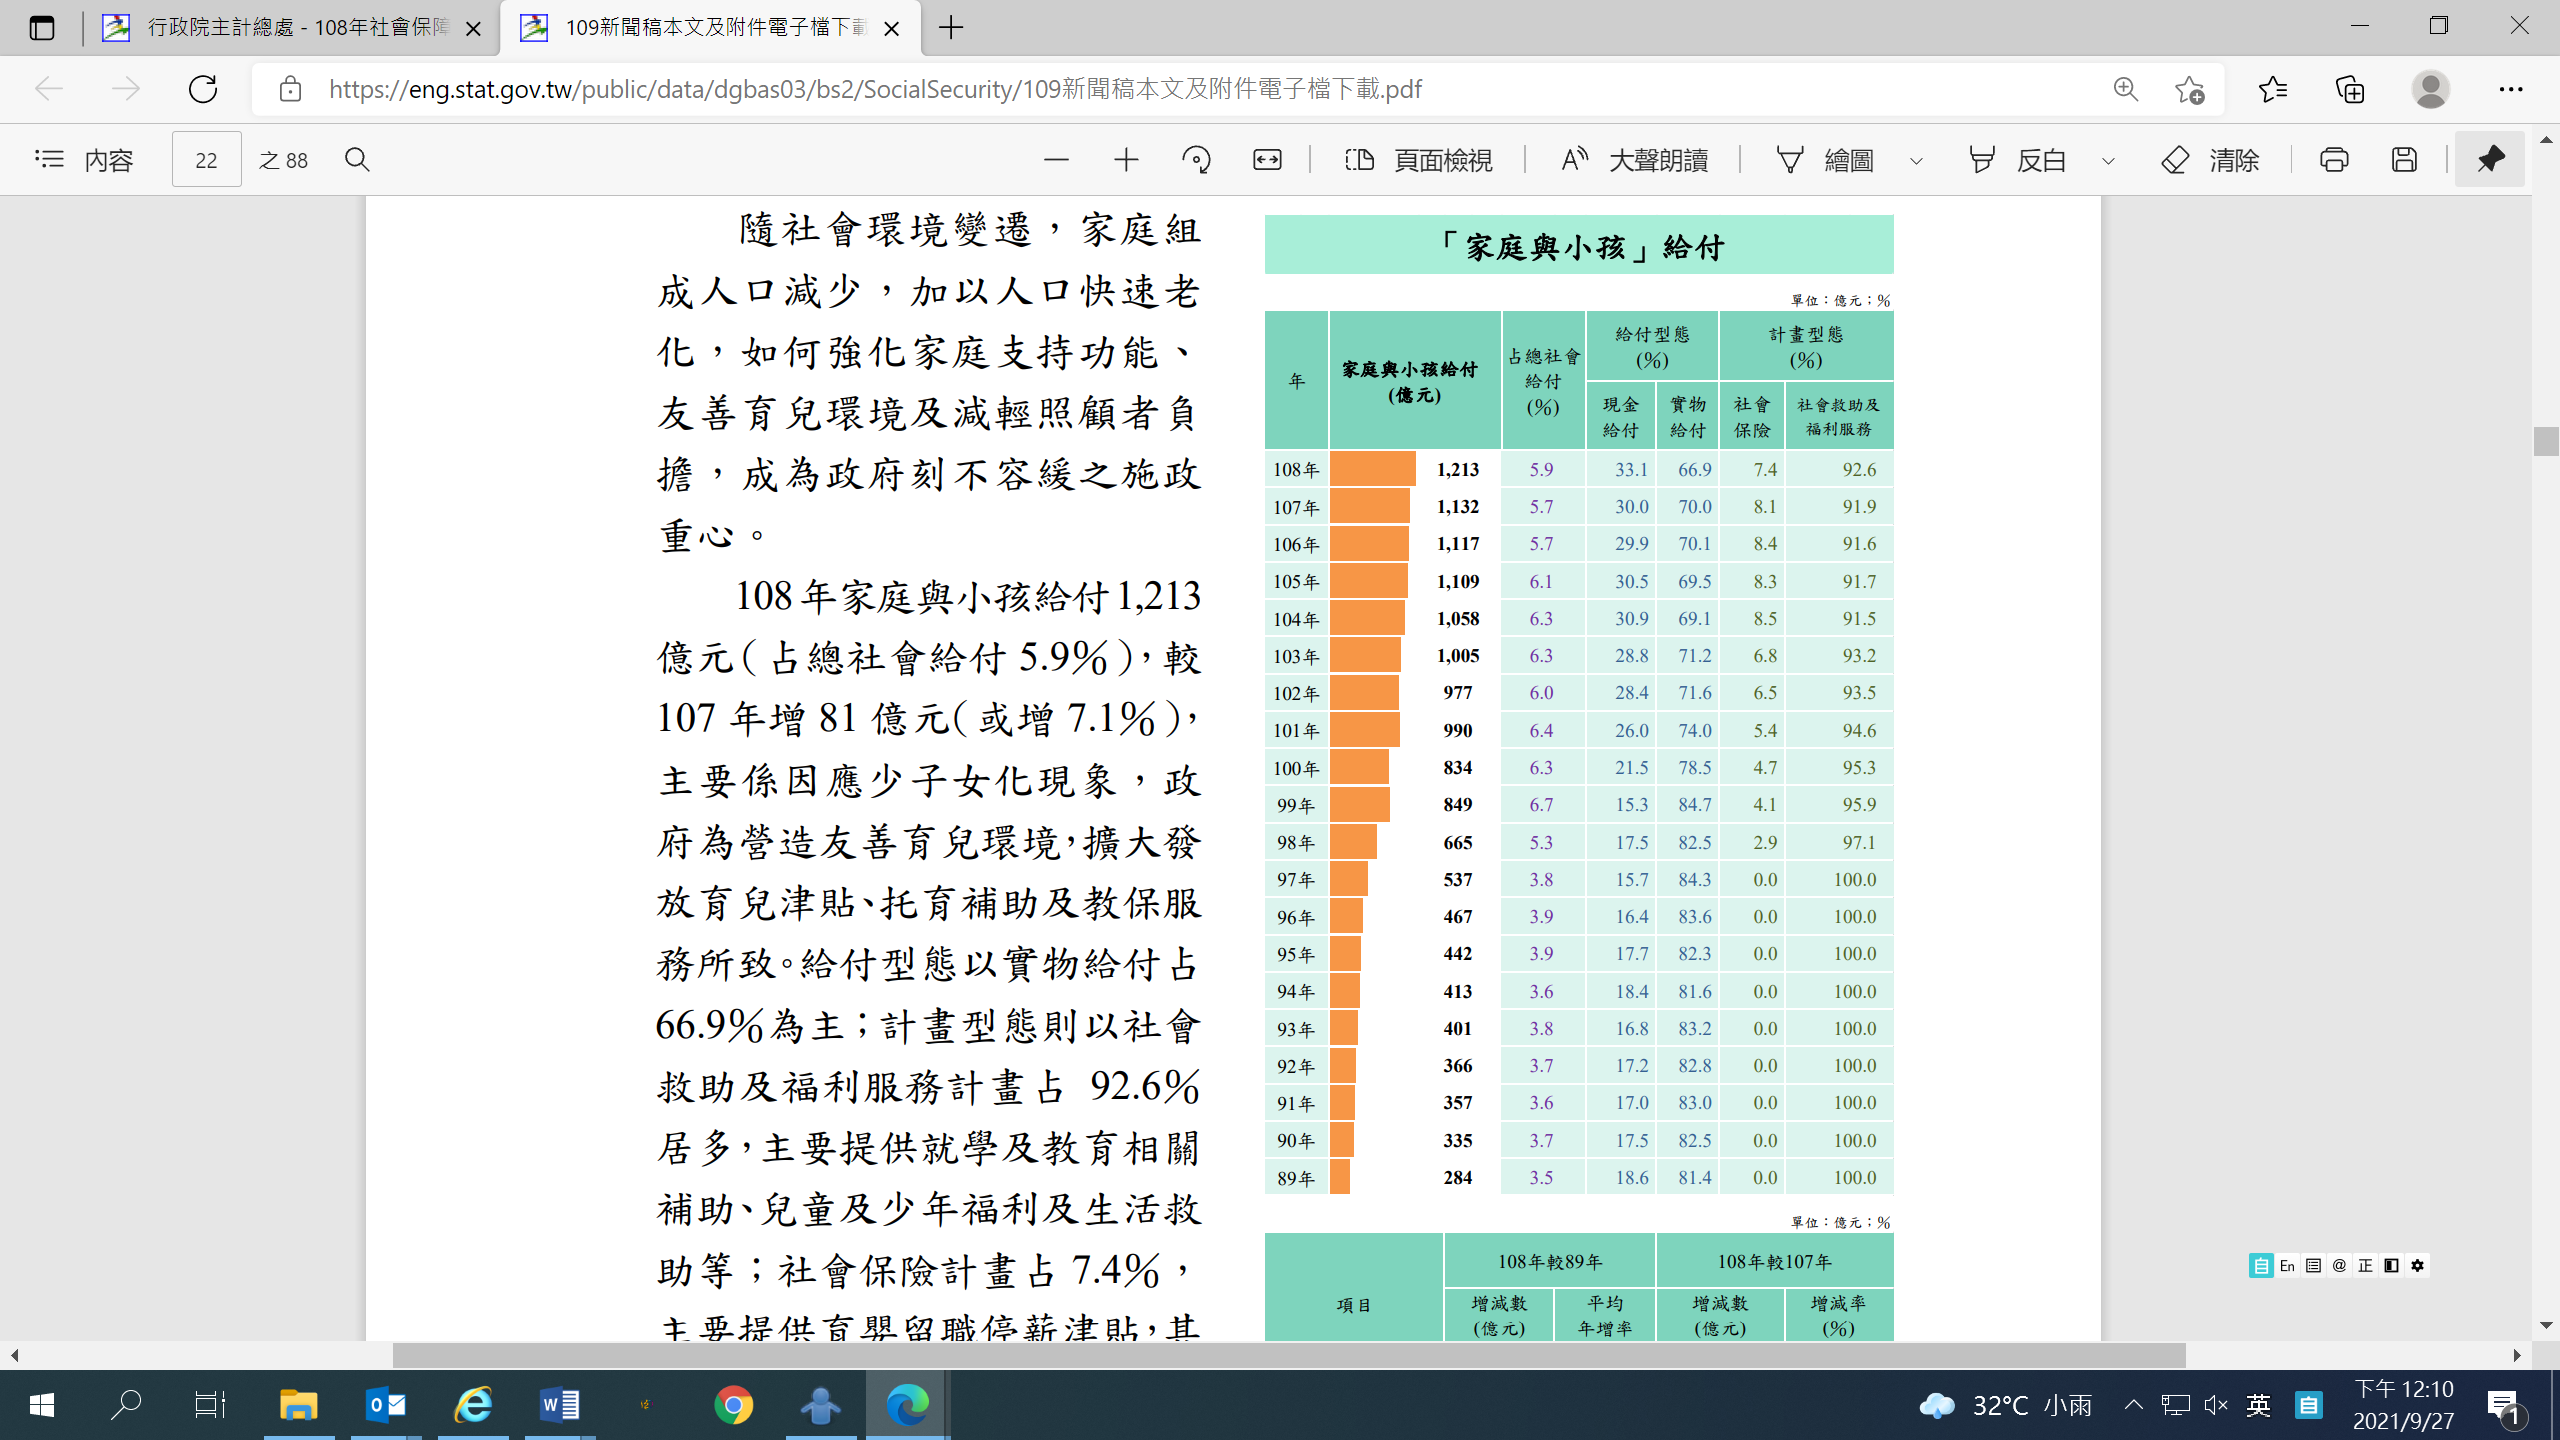 行政院主計總處 - 108年社會保障
109新聞稿本文及附件電子檔下載
https://eng.stat.gov.tw/public/data/dgbas03/bs2/SocialSecurity/109新聞稿本文及附件電子檔下載.pdf
內容 22 之 88 頁面檢視 大聲朗讀 繪圖 反白 清除
隨社會環境變遷，家庭組
成人口減少，加以人口快速老
化，如何強化家庭支持功能、
友善育兒環境及減輕照顧者負
擔，成為政府刻不容緩之施政
重心。
108 年家庭與小孩給付 1,213
億元（占總社會給付 5.9％），較
107 年增 81 億元（或增 7.1％），
主要係因應少子女化現象，政
府為營造友善育兒環境，擴大發
放育兒津貼、托育補助及教保服
務所致。給付型態以實物給付占
66.9％為主；計畫型態則以社會
救助及福利服務計畫占 92.6％
居多，主要提供就學及教育相關
補助、兒童及少年福利及生活救
助等；社會保險計畫占 7.4％，
主要提供育嬰留職停薪津貼，其
「家庭與小孩」給付
單位：億元；％
年
家庭與小孩給付
(億元)
占總社會
給付
(％)
給付型態
(％)
計畫型態
(％)
現金
給付
實物
給付
社會
保險
社會救助及
福利服務
108年 1,213 5.9 33.1 66.9 7.4 92.6
107年 1,132 5.7 30.0 70.0 8.1 91.9
106年 1,117 5.7 29.9 70.1 8.4 91.6
105年 1,109 6.1 30.5 69.5 8.3 91.7
104年 1,058 6.3 30.9 69.1 8.5 91.5
103年 1,005 6.3 28.8 71.2 6.8 93.2
102年 977 6.0 28.4 71.6 6.5 93.5
101年 990 6.4 26.0 74.0 5.4 94.6
100年 834 6.3 21.5 78.5 4.7 95.3
99年 849 6.7 15.3 84.7 4.1 95.9
98年 665 5.3 17.5 82.5 2.9 97.1
97年 537 3.8 15.7 84.3 0.0 100.0
96年 467 3.9 16.4 83.6 0.0 100.0
95年 442 3.9 17.7 82.3 0.0 100.0
94年 413 3.6 18.4 81.6 0.0 100.0
93年 401 3.8 16.8 83.2 0.0 100.0
92年 366 3.7 17.2 82.8 0.0 100.0
91年 357 3.6 17.0 83.0 0.0 100.0
90年 335 3.7 17.5 82.5 0.0 100.0
89年 284 3.5 18.6 81.4 0.0 100.0
單位：億元；％
項目
108年較89年
108年較107年
增減數
(億元)
平均
年增率
增減數
(億元)
增減率
(％)
自 En @ 正
32°C 小雨
英 自
下午 12:10
2021/9/27
1